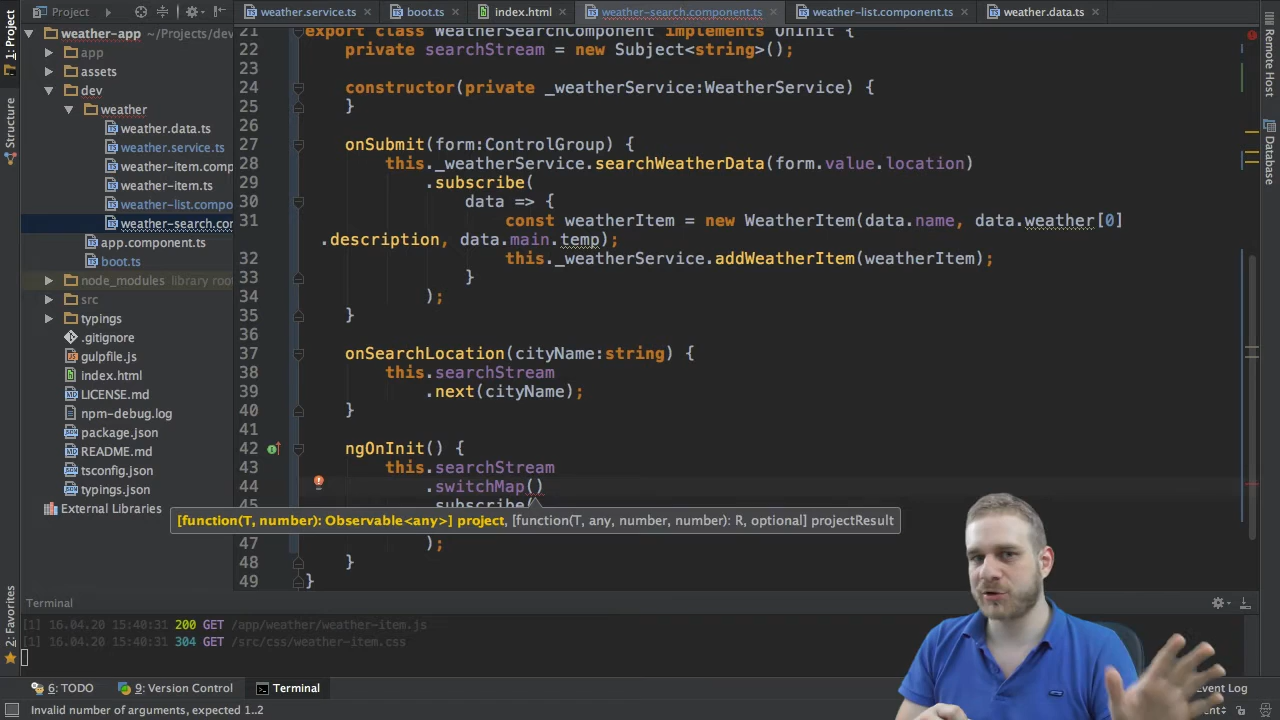 Project
weather.service.ts
boot.ts
index.html
weather-search.component.ts
weather-list.component.ts
weather.data.ts
1: Project
Structure
2: Favorites
Remote Host
Database
weather-app ~/Projects/dev
app
assets
dev
weather
weather.data.ts
weather.service.ts
weather-item.comp
weather-item.ts
weather-list.compo
weather-search.cor
app.component.ts
boot.ts
node_modules library roo
src
typings
.gitignore
gulpfile.js
index.html
LICENSE.md
npm-debug.log
package.json
README.md
tsconfig.json
typings.json
External Libraries
21 export class WeatherSearchComponent implements OnInit {
22 private searchStream = new Subject<string>();
23
24 constructor(private _weatherService:WeatherService) {
25 }
26
27 onSubmit(form:ControlGroup) {
28 this._weatherService.searchWeatherData(form.value.location)
29 .subscribe(
30 data => {
31 const weatherItem = new WeatherItem(data.name, data.weather[0]
.description, data.main.temp);
32 this._weatherService.addWeatherItem(weatherItem);
33 }
34 );
35 }
36
37 onSearchLocation(cityName:string) {
38 this.searchStream
39 .next(cityName);
40 }
41
42 ngOnInit() {
43 this.searchStream
44 .switchMap()
45 .subscribe(
[function(T, number): Observable<any>] project, [function(T, any, number, number): R, optional] projectResult
47 );
48 }
49 }
Terminal
[1] 16.04.20 15:40:31 200 GET /app/weather/weather-item.js
[1] 16.04.20 15:40:31 304 GET /src/css/weather-item.css
6: TODO
9: Version Control
Terminal
Event Log
Invalid number of arguments, expected 1..2